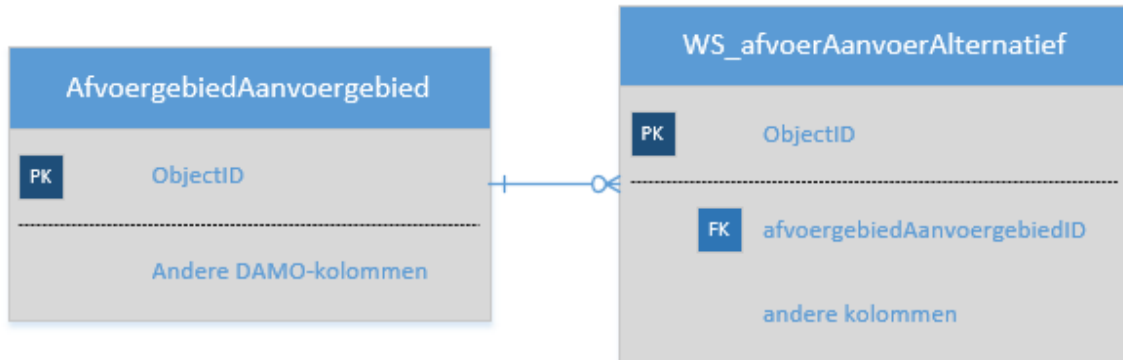 AfvoergebiedAanvoergebied
PK
ObjectID
Andere DAMO-kolommen
WS_afvoerAanvoerAlternatief
PK
ObjectID
FK
afvoergebiedAanvoergebiedID
andere kolommen